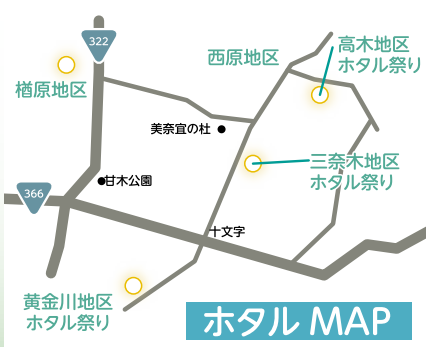 322
西原地区
高木地区
ホタル祭り
楢原地区
美奈宜の杜
三奈木地区
ホタル祭り
甘木公園
366
十文字
黄金川地区
ホタル祭り
ホタル MAP